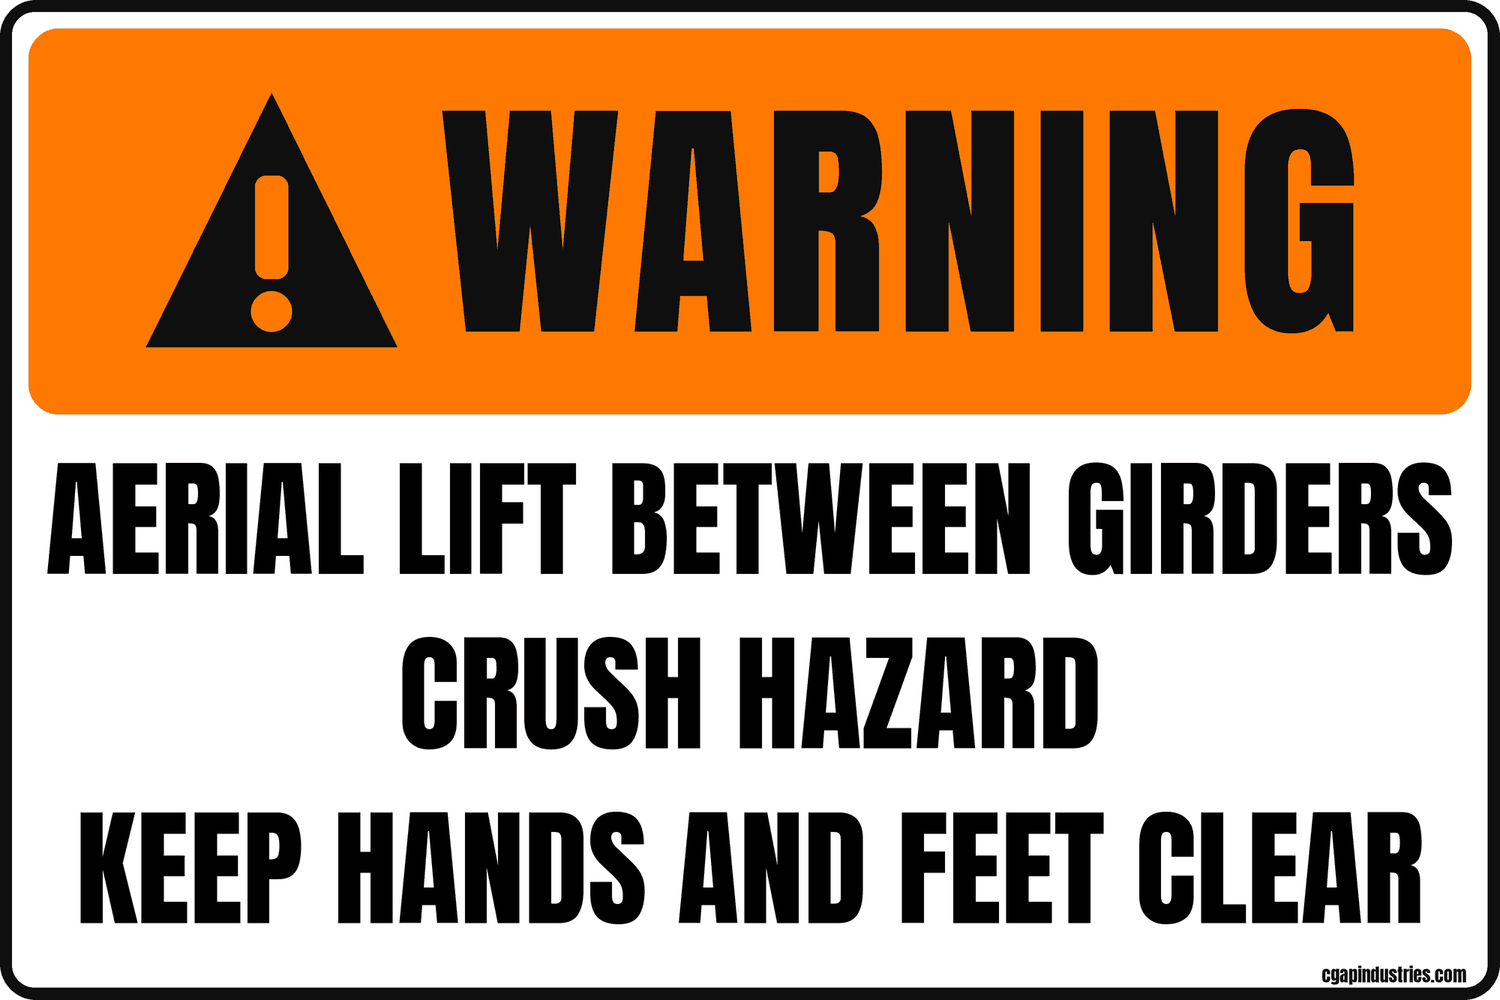 WARNING
AERIAL LIFT BETWEEN GIRDERS
CRUSH HAZARD
KEEP HANDS AND FEET CLEAR
cgapindustries.com